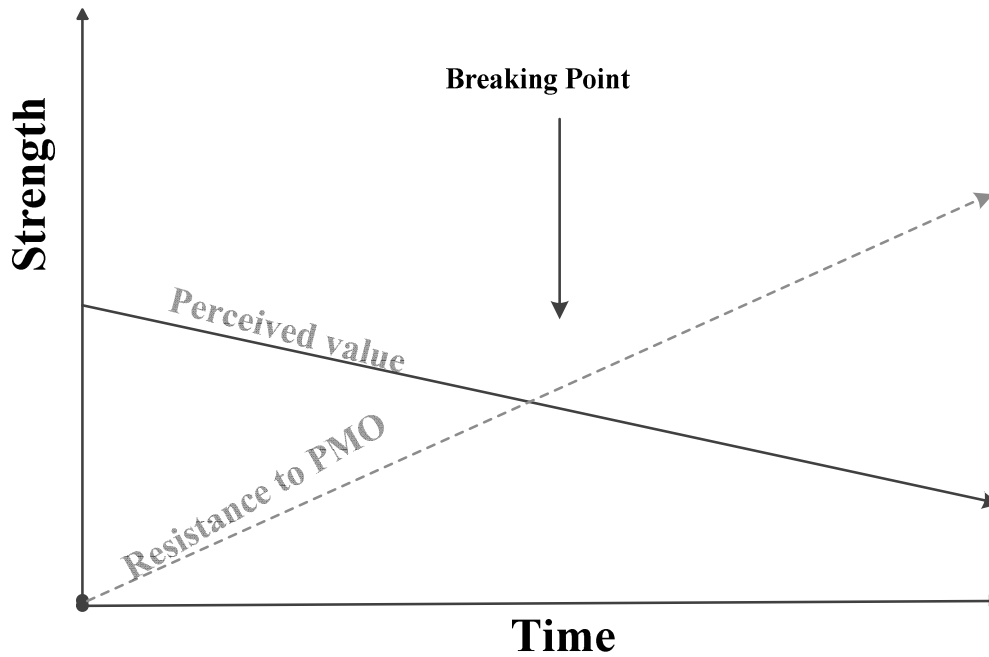 Breaking Point
Strength
Perceived value
Resistance to PMO
Time